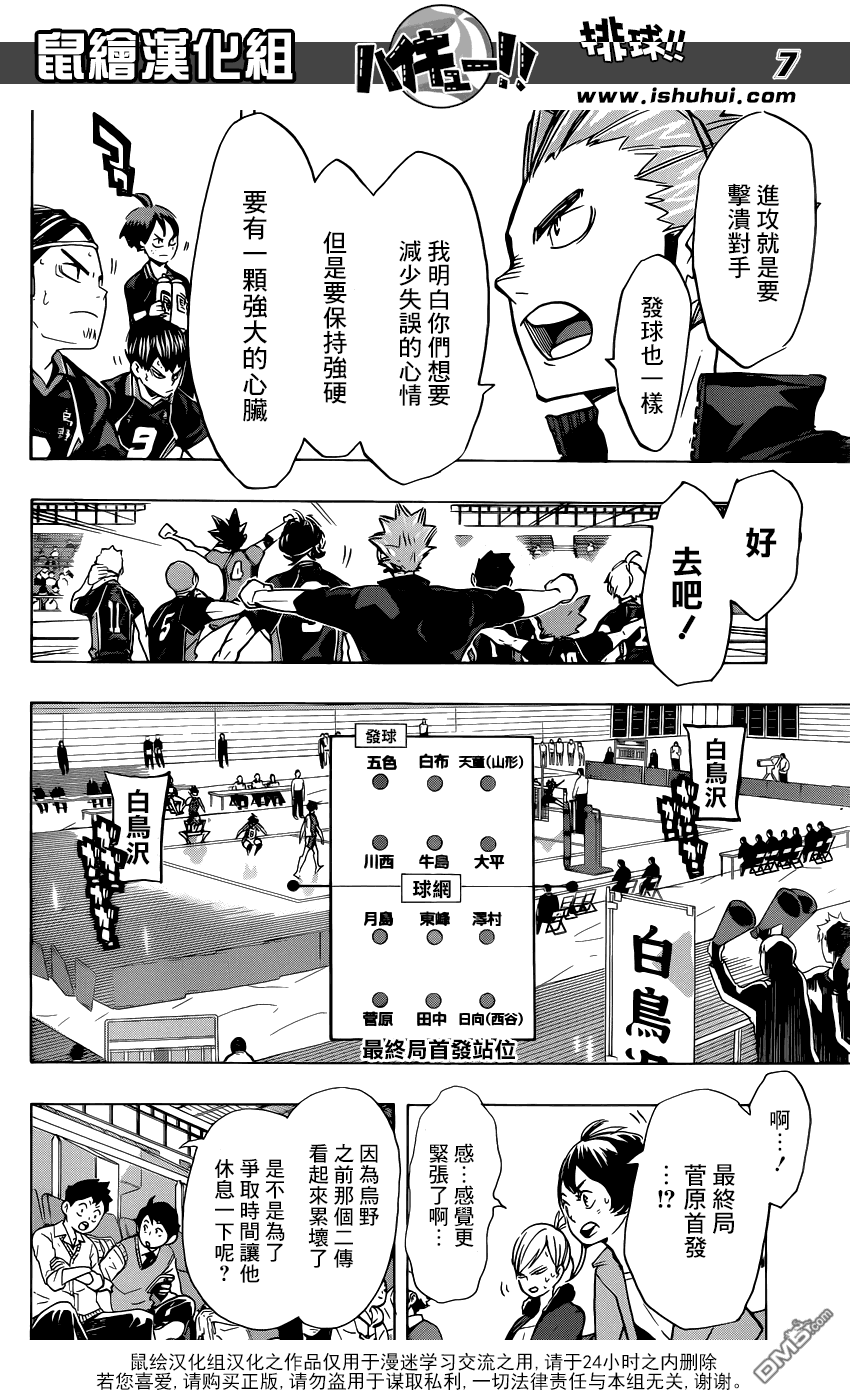 鼠繪漢化組
ハイキュー!!
排球!!
7
www.ishuhui.com
進攻就是要
擊潰對手
發球也一樣
我明白你們想要
減少失誤的心情
但是要保持強硬
要有一顆強大的心臟
烏野
9
好
去吧！
11
5
4
10
白鳥沢
發球
五色 白布 天童(山形)
川西 牛島 大平
球網
月島 東峰 澤村
菅原 田中 日向(西谷)
最終局首發站位
白鳥沢
白鳥沢
啊…！
最終局
菅原首發
…!?
感…感覺更
緊張了啊…
因為烏野
之前那個二傳
看起來累壞了
是不是為了
爭取時間讓他
休息一下呢？
DM5.com
鼠绘汉化组汉化之作品仅用于漫迷学习交流之用, 请于24小时之内删除
若您喜爱, 请购买正版, 请勿盗用于谋取私利, 一切法律责任与本组无关, 谢谢。